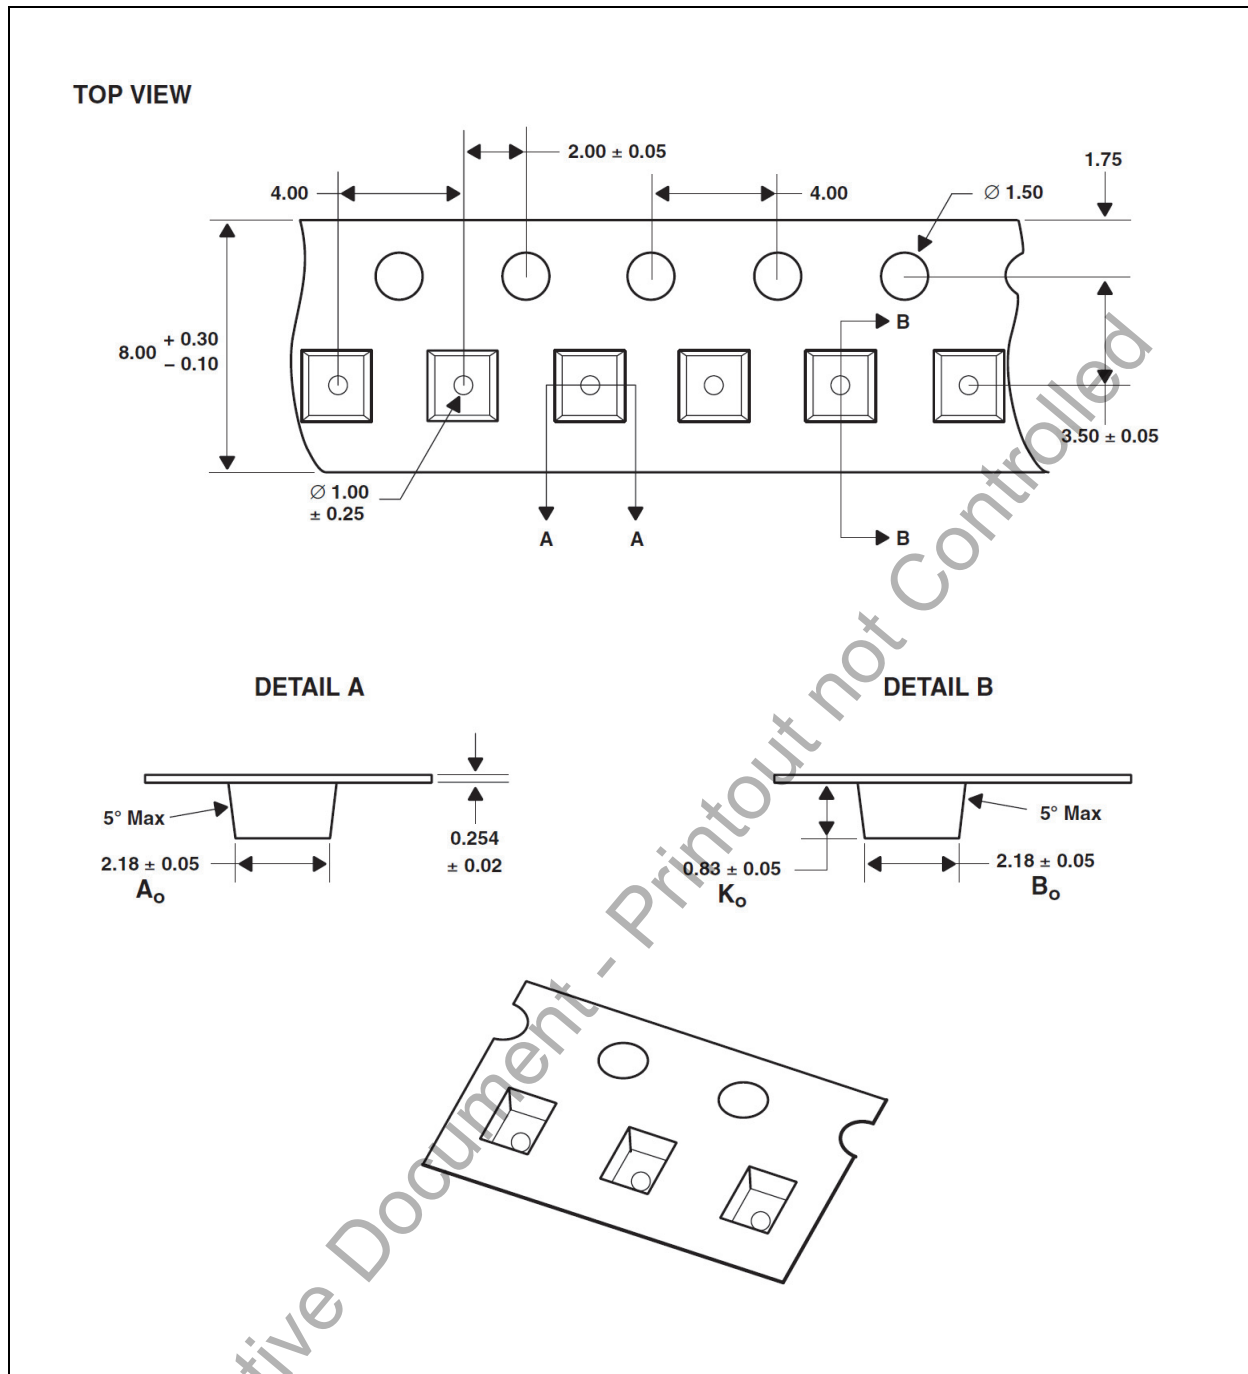 TOP VIEW
2.00 ± 0.05
1.75
4.00
4.00
∅ 1.50
B
8.00 + 0.30
− 0.10
3.50 ± 0.05
∅ 1.00
± 0.25
A
A
B
DETAIL A
DETAIL B
5° Max
5° Max
0.254
± 0.02
2.18 ± 0.05
Ao
0.83 ± 0.05
Ko
2.18 ± 0.05
Bo
Document - Printout not Controlled